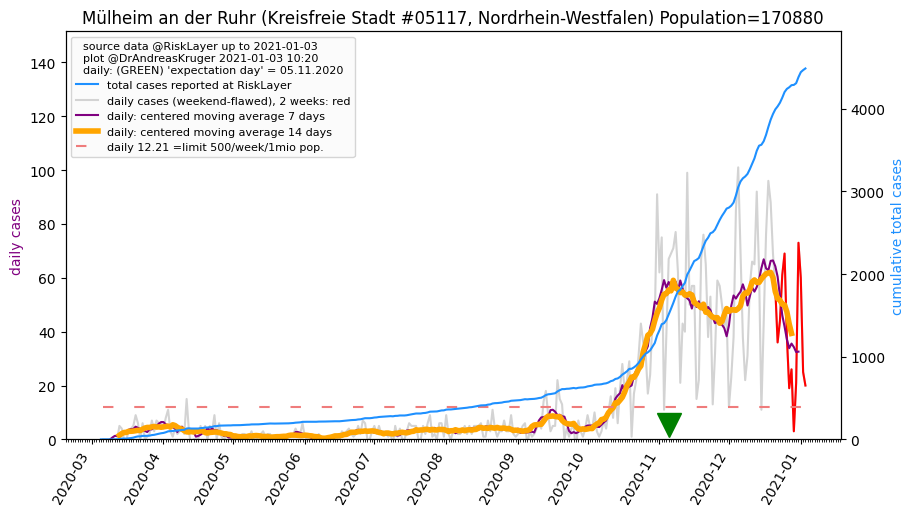 Mülheim an der Ruhr (Kreisfreie Stadt #05117, Nordrhein-Westfalen) Population=170880
source data @RiskLayer up to 2021-01-03
plot @DrAndreasKruger 2021-01-03 10:20
daily: (GREEN) 'expectation day' = 05.11.2020
total cases reported at RiskLayer
daily cases (weekend-flawed), 2 weeks: red
daily: centered moving average 7 days
daily: centered moving average 14 days
daily 12.21 =limit 500/week/1mio pop.
daily cases
140
120
100
80
60
40
20
0
cumulative total cases
4000
3000
2000
1000
0
2020-03
2020-04
2020-05
2020-06
2020-07
2020-08
2020-09
2020-10
2020-11
2020-12
2021-01